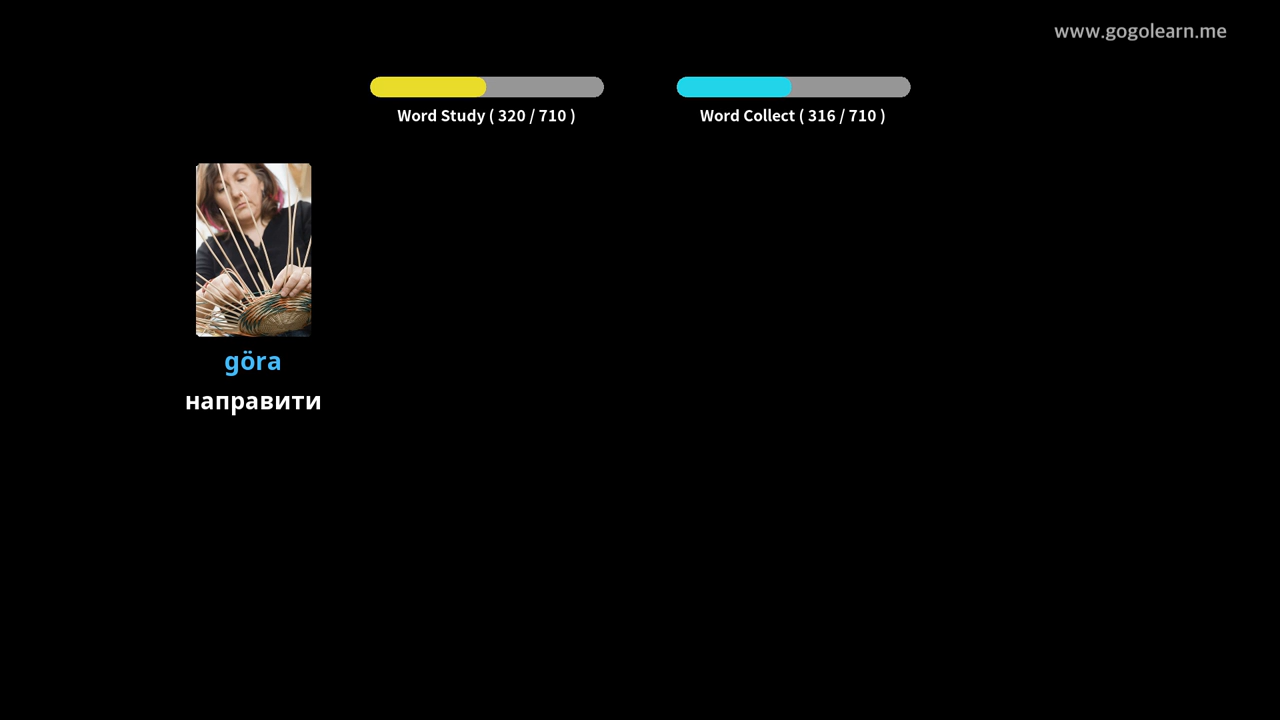 www.gogolearn.me
Word Study ( 320 / 710 )
Word Collect ( 316 / 710 )
göra
направити